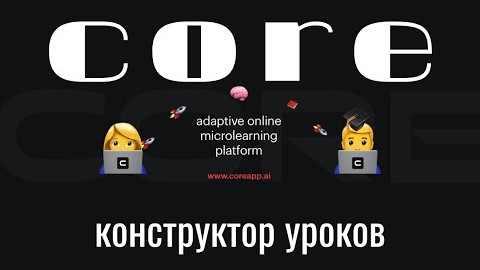 core
adaptive online
microlearning
platform
www.coreapp.ai
конструктор уроков